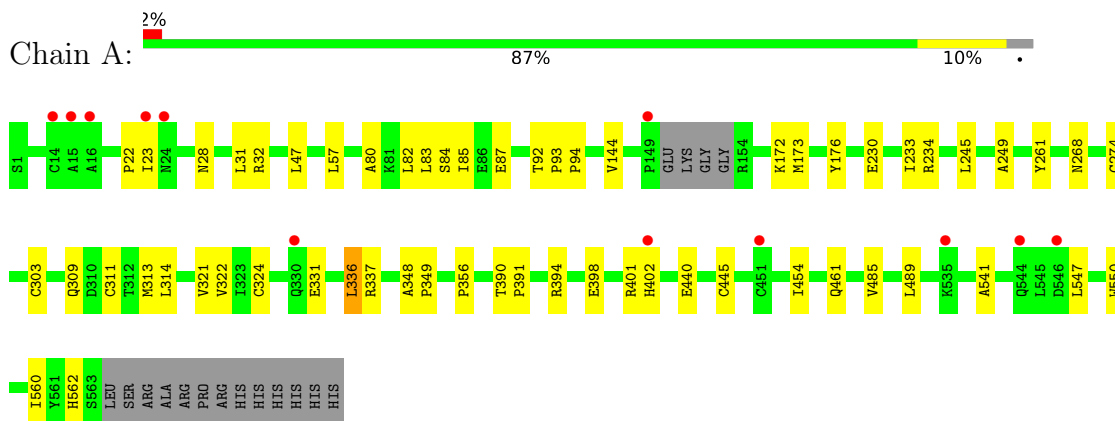 2%
Chain A:
87% 10%
S1 C14 A15 A16 P22 I23 N24 N28 L31 R32 L47 L57 A80 K81 L82 L83 S84 I85 E86 E87 T92 P93 P94 V144 P149 GLU LYS GLY GLY R154 K172 M173 Y176 E230 I233 R234 L245 A249 Y261 N268
C303 Q309 D310 C311 T312 M313 L314 V321 V322 I323 C324 Q330 E331 L336 R337 A348 P349 P356 T390 P391 R394 E398 R401 H402 E440 C445 C451 I454 Q461 V485 L489 K535 A541 Q544 L545 D546 L547
I560 Y561 H562 S563 LEU SER ARG ALA ARG PRO ARG HIS HIS HIS HIS HIS HIS